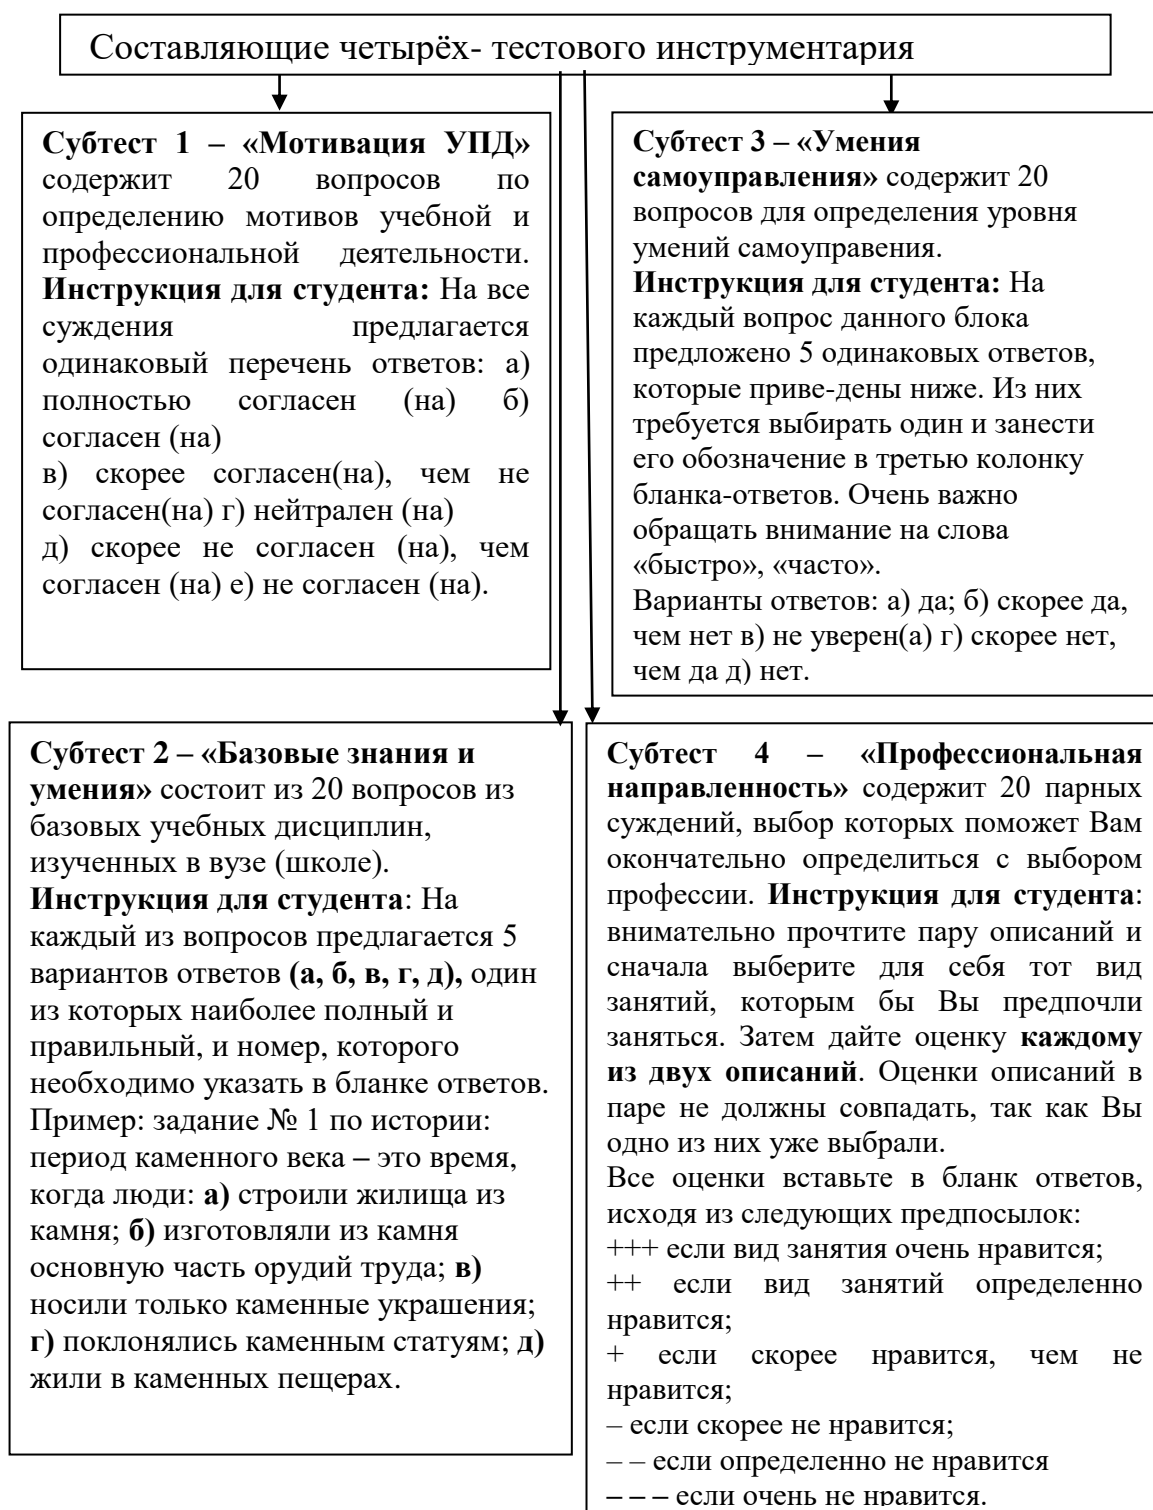 Составляющие четырёх- тестового инструментария
Субтест 1 – «Мотивация УПД»
содержит 20 вопросов по
определению мотивов учебной и
профессиональной деятельности.
Инструкция для студента: На все
суждения предлагается
одинаковый перечень ответов: а)
полностью согласен (на) б)
согласен (на)
в) скорее согласен(на), чем не
согласен(на) г) нейтрален (на)
д) скорее не согласен (на), чем
согласен (на) е) не согласен (на).
Субтест 3 – «Умения
самоуправления» содержит 20
вопросов для определения уровня
умений самоуправения.
Инструкция для студента: На
каждый вопрос данного блока
предложено 5 одинаковых ответов,
которые приве-дены ниже. Из них
требуется выбирать один и занести
его обозначение в третью колонку
бланка-ответов. Очень важно
обращать внимание на слова
«быстро», «часто».
Варианты ответов: а) да; б) скорее да,
чем нет в) не уверен(а) г) скорее нет,
чем да д) нет.
Субтест 2 – «Базовые знания и
умения» состоит из 20 вопросов из
базовых учебных дисциплин,
изученных в вузе (школе).
Инструкция для студента: На
каждый из вопросов предлагается 5
вариантов ответов (а, б, в, г, д), один
из которых наиболее полный и
правильный, и номер, которого
необходимо указать в бланке ответов.
Пример: задание № 1 по истории:
период каменного века – это время,
когда люди: а) строили жилища из
камня; б) изготовляли из камня
основную часть орудий труда; в)
носили только каменные украшения;
г) поклонялись каменным статуям; д)
жили в каменных пещерах.
Субтест 4 – «Профессиональная
направленность» содержит 20 парных
суждений, выбор которых поможет Вам
окончательно определиться с выбором
профессии. Инструкция для студента:
внимательно прочтите пару описаний и
сначала выберите для себя тот вид
занятий, которым бы Вы предпочли
заняться. Затем дайте оценку каждому
из двух описаний. Оценки описаний в
паре не должны совпадать, так как Вы
одно из них уже выбрали.
Все оценки вставьте в бланк ответов,
исходя из следующих предпосылок:
+++ если вид занятия очень нравится;
++ если вид занятий определенно
нравится;
+ если скорее нравится, чем не
нравится;
– если скорее не нравится;
– – если определенно не нравится
– – – если очень не нравится.